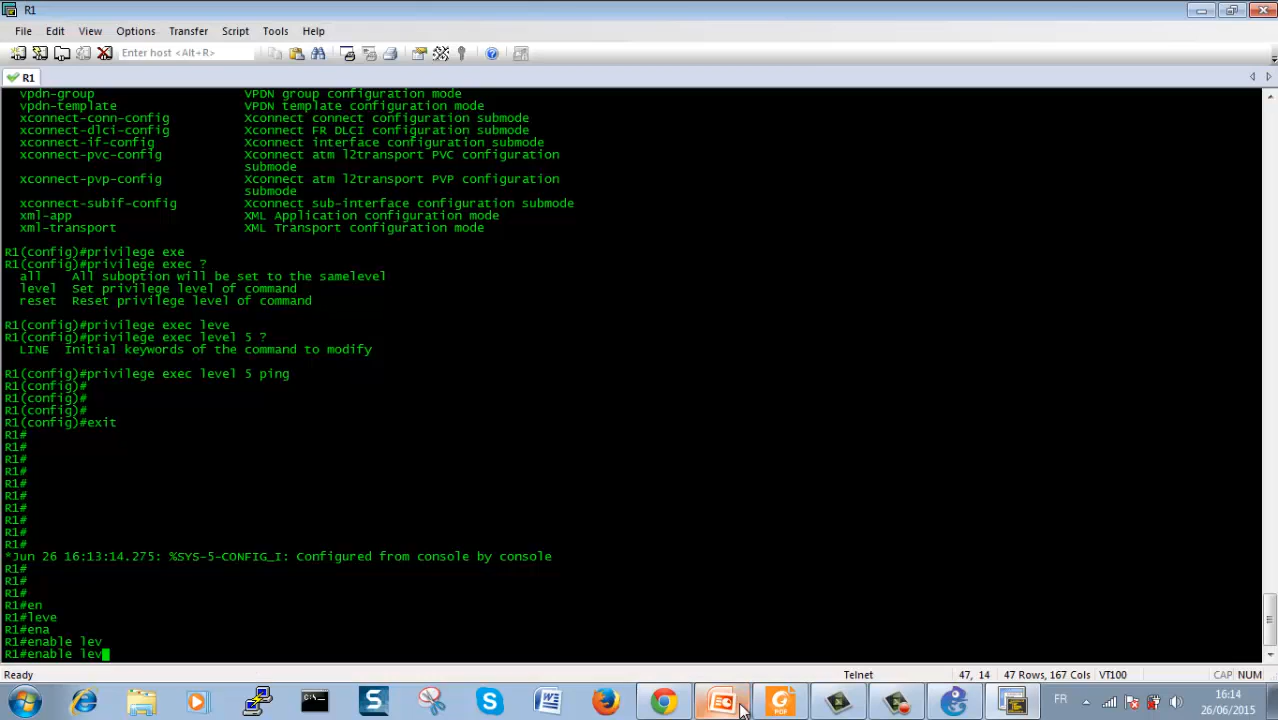 R1
File Edit View Options Transfer Script Tools Help
Enter host <Alt+R>
R1
vpdn-group VPDN group configuration mode
vpdn-template VPDN template configuration mode
xconnect-conn-config Xconnect connect configuration submode
xconnect-dlci-config Xconnect FR DLCI configuration submode
xconnect-if-config Xconnect interface configuration submode
xconnect-pvc-config Xconnect atm l2transport PVC configuration
submode
xconnect-pvp-config Xconnect atm l2transport PVP configuration
submode
xconnect-subif-config Xconnect sub-interface configuration submode
xml-app XML Application configuration mode
xml-transport XML Transport configuration mode
R1(config)#privilege exe
R1(config)#privilege exec ?
all All suboption will be set to the samelevel
level Set privilege level of command
reset Reset privilege level of command
R1(config)#privilege exec leve
R1(config)#privilege exec level 5 ?
LINE Initial keywords of the command to modify
R1(config)#privilege exec level 5 ping
R1(config)#
R1(config)#
R1(config)#
R1(config)#exit
R1#
R1#
R1#
R1#
R1#
R1#
R1#
R1#
R1#
R1#
*Jun 26 16:13:14.275: %SYS-5-CONFIG_I: Configured from console by console
R1#
R1#
R1#
R1#en
R1#leve
R1#ena
R1#enable lev
R1#enable lev
Ready Telnet 47, 14 47 Rows, 167 Cols VT100 CAP NUM
FR 16:14
26/06/2015